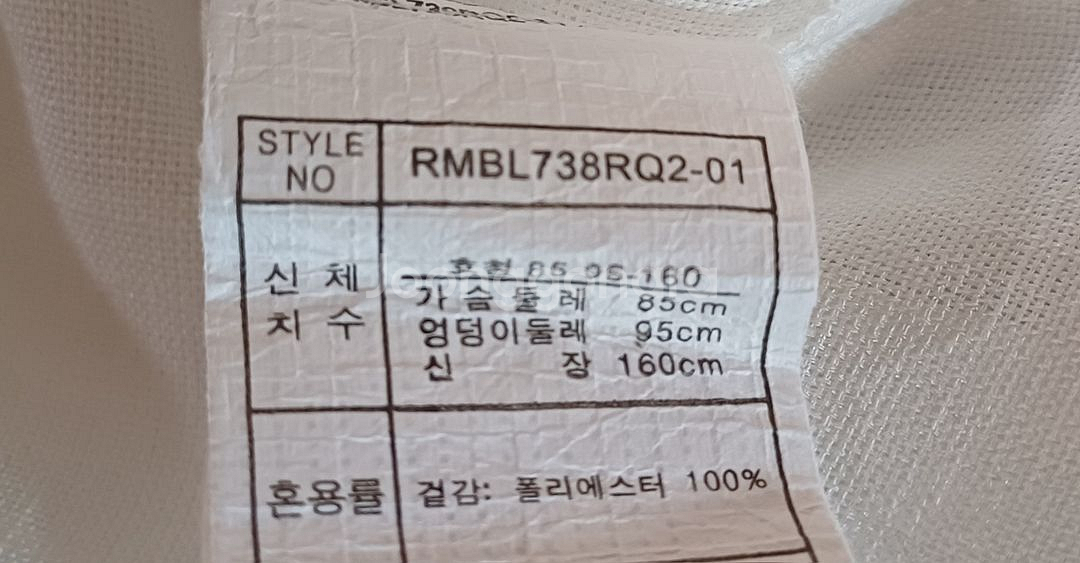 STYLE NO
RMBL738RQ2-01
신체 치수
호칭 85-95-160
가슴둘레 85cm
엉덩이둘레 95cm
신장 160cm
혼용률
겉감: 폴리에스터 100%